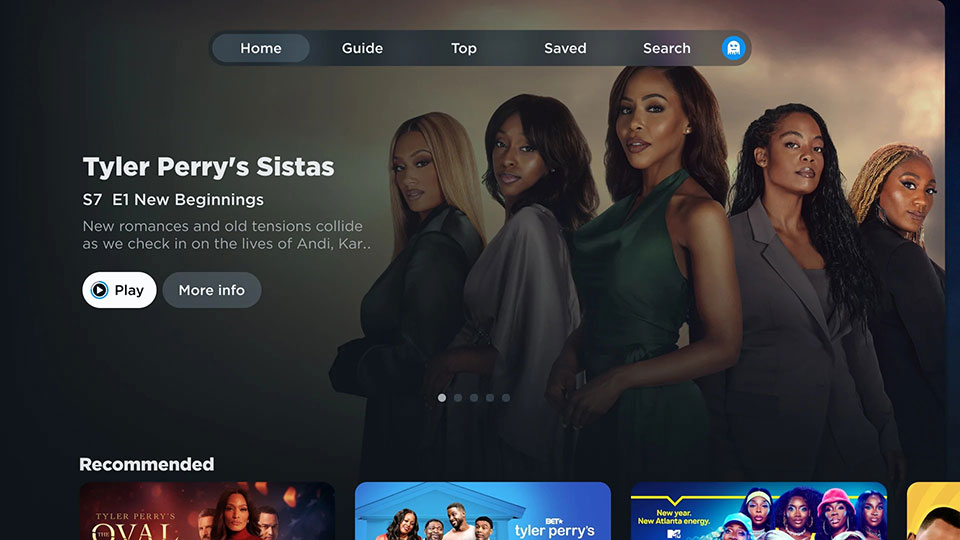 Home Guide Top Saved Search
Tyler Perry's Sistas
S7 E1 New Beginnings
New romances and old tensions collide
as we check in on the lives of Andi, Kar..
Play More info
Recommended
TYLER PERRY'S
THE OVAL
BET★
tyler perry's
New year.
New Atlanta energy.
MTV